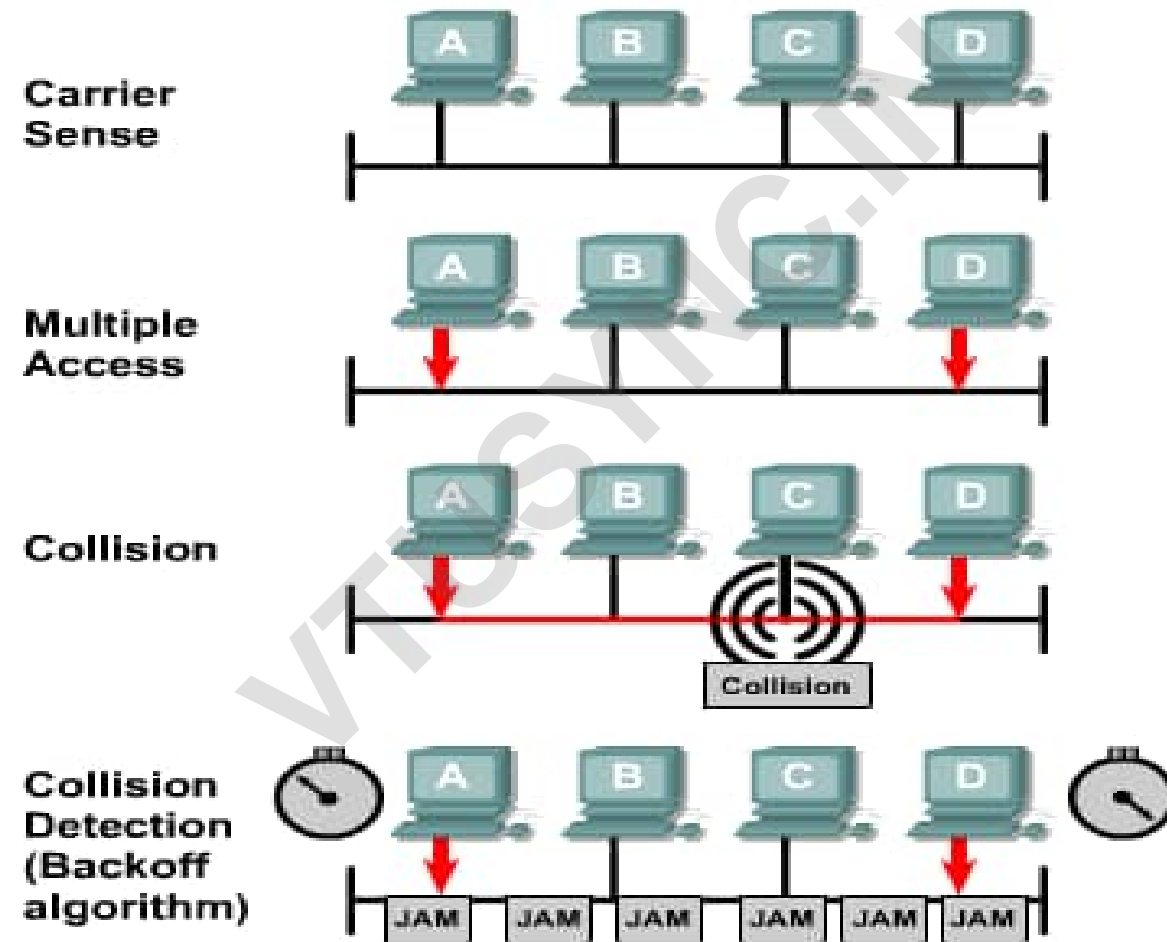 A B C D
Carrier
Sense
A B C D
Multiple
Access
A B C D
Collision
Collision
A B C D
Collision
Detection
(Backoff
algorithm)
JAM JAM JAM JAM JAM JAM
VTUSYNC.IN